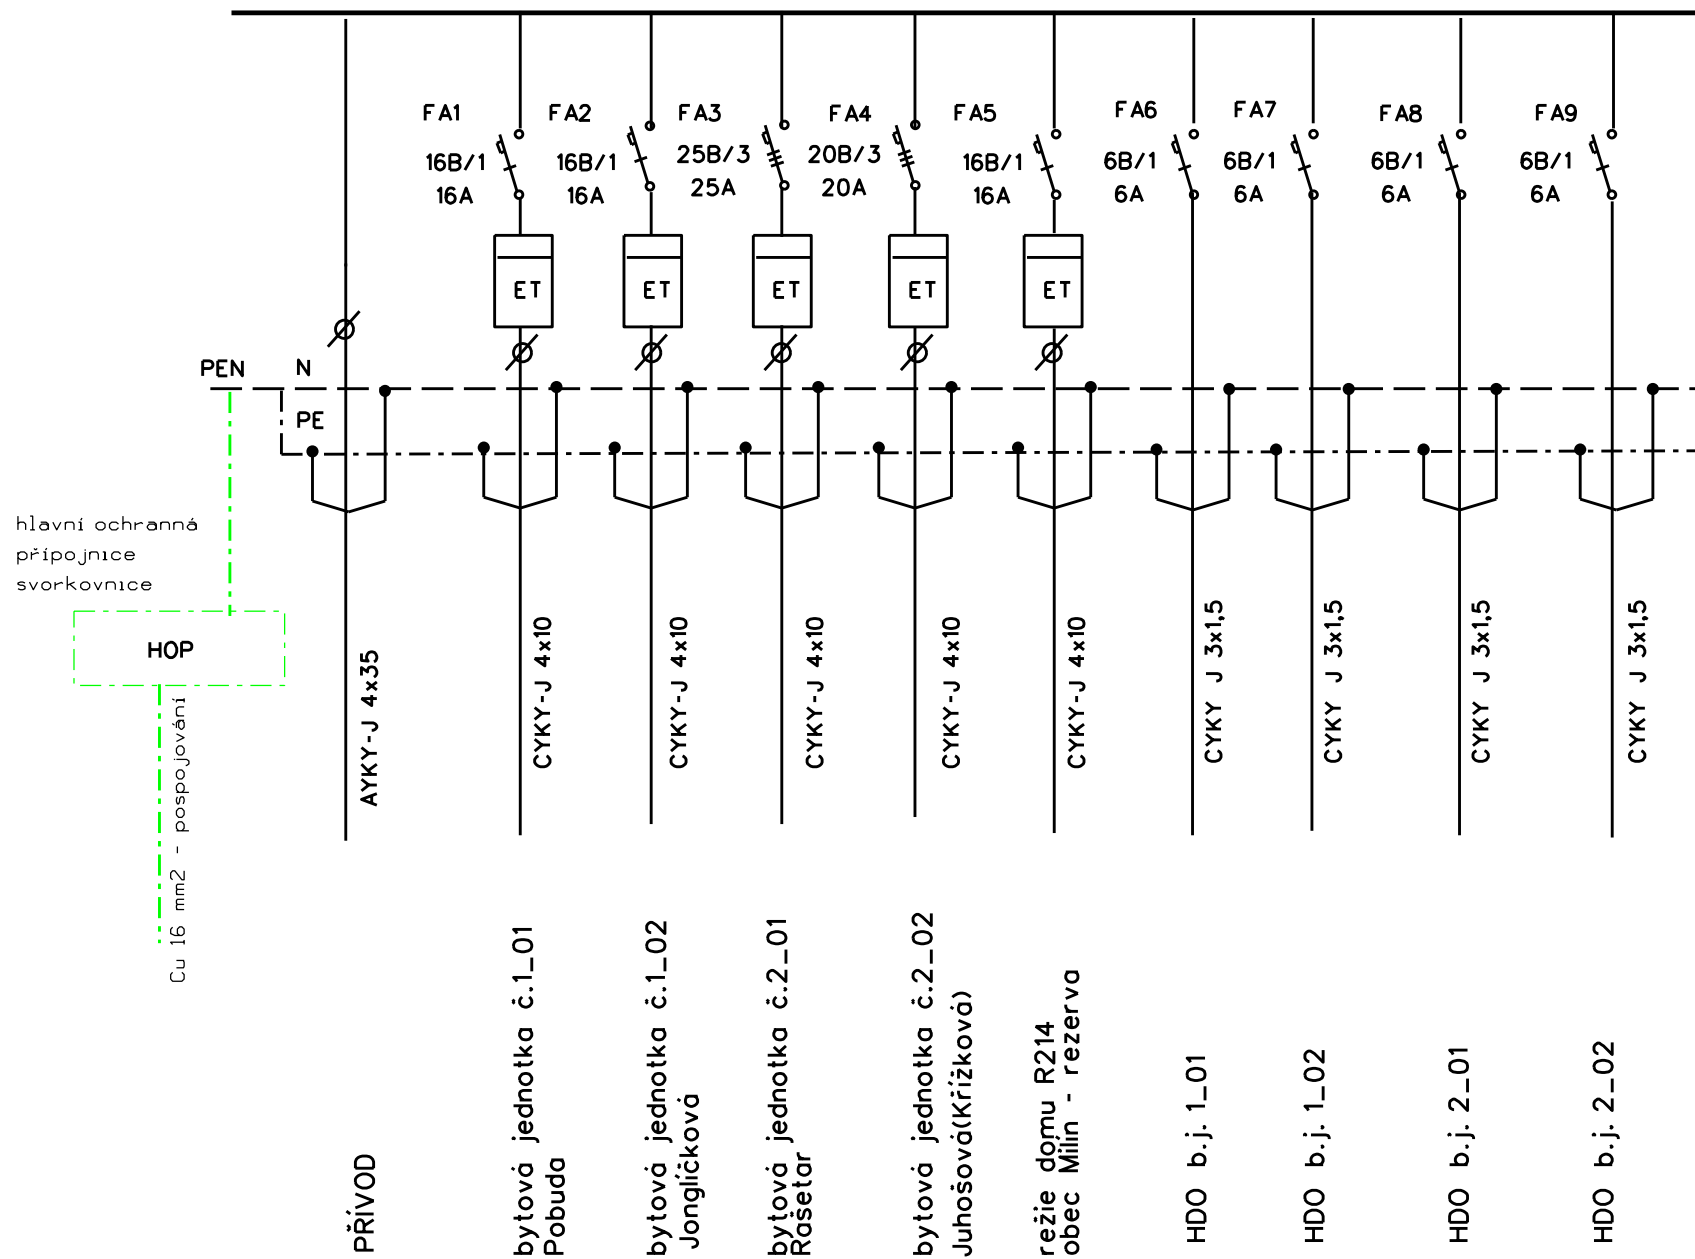 FA1
16B/1
16A
FA2
16B/1
16A
FA3
25B/3
25A
FA4
20B/3
20A
FA5
16B/1
16A
FA6
6B/1
6A
FA7
6B/1
6A
FA8
6B/1
6A
FA9
6B/1
6A
ET
ET
ET
ET
ET
PEN
N
PE
hlavní ochranná
přípojnice
svorkovnice
HOP
Cu 16 mm2 - pospojování
AYKY-J 4x35
CYKY-J 4x10
CYKY-J 4x10
CYKY-J 4x10
CYKY-J 4x10
CYKY-J 4x10
CYKY J 3x1,5
CYKY J 3x1,5
CYKY J 3x1,5
CYKY J 3x1,5
PŘÍVOD
bytová jednotka č.1_01
Pobuda
bytová jednotka č.1_02
Jonglíčková
bytová jednotka č.2_01
Rašetar
bytová jednotka č.2_02
Juhošová(Křížková)
režie domu R214
obec Milín - rezerva
HDO b.j. 1_01
HDO b.j. 1_02
HDO b.j. 2_01
HDO b.j. 2_02